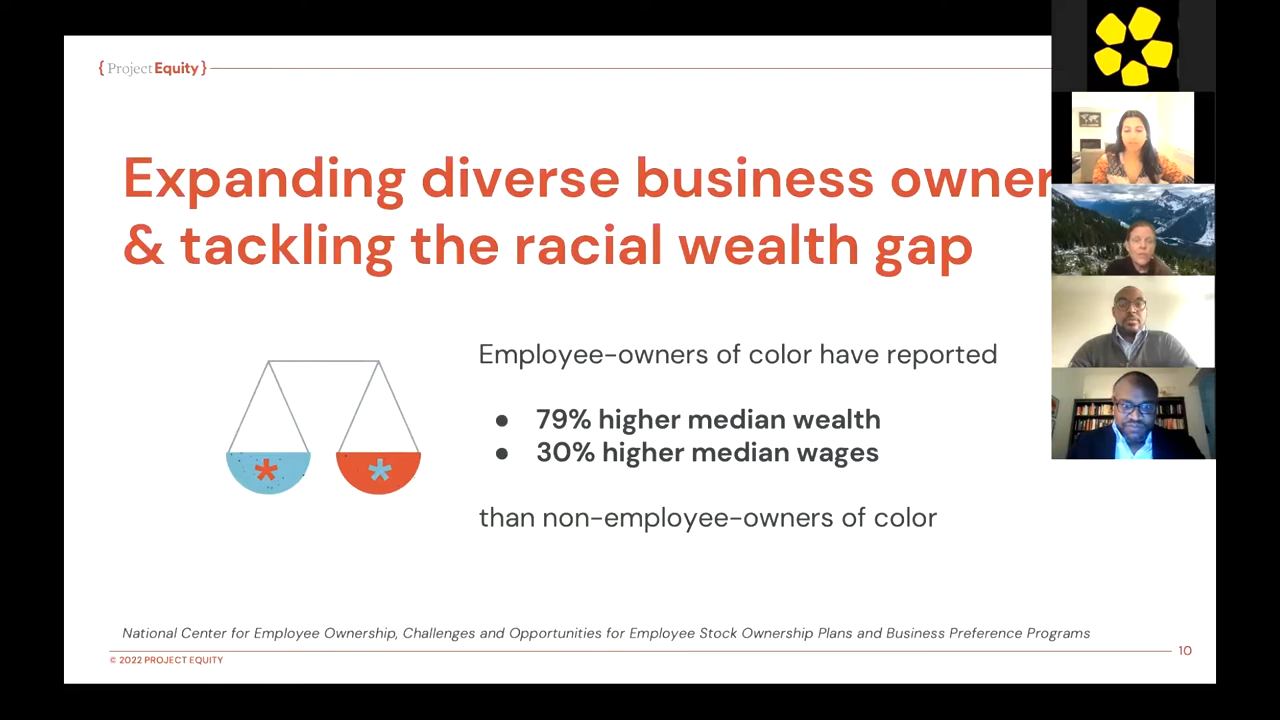 { Project Equity }
Expanding diverse business owner
& tackling the racial wealth gap
Employee-owners of color have reported
● 79% higher median wealth
● 30% higher median wages
than non-employee-owners of color
National Center for Employee Ownership, Challenges and Opportunities for Employee Stock Ownership Plans and Business Preference Programs
© 2022 PROJECT EQUITY
10